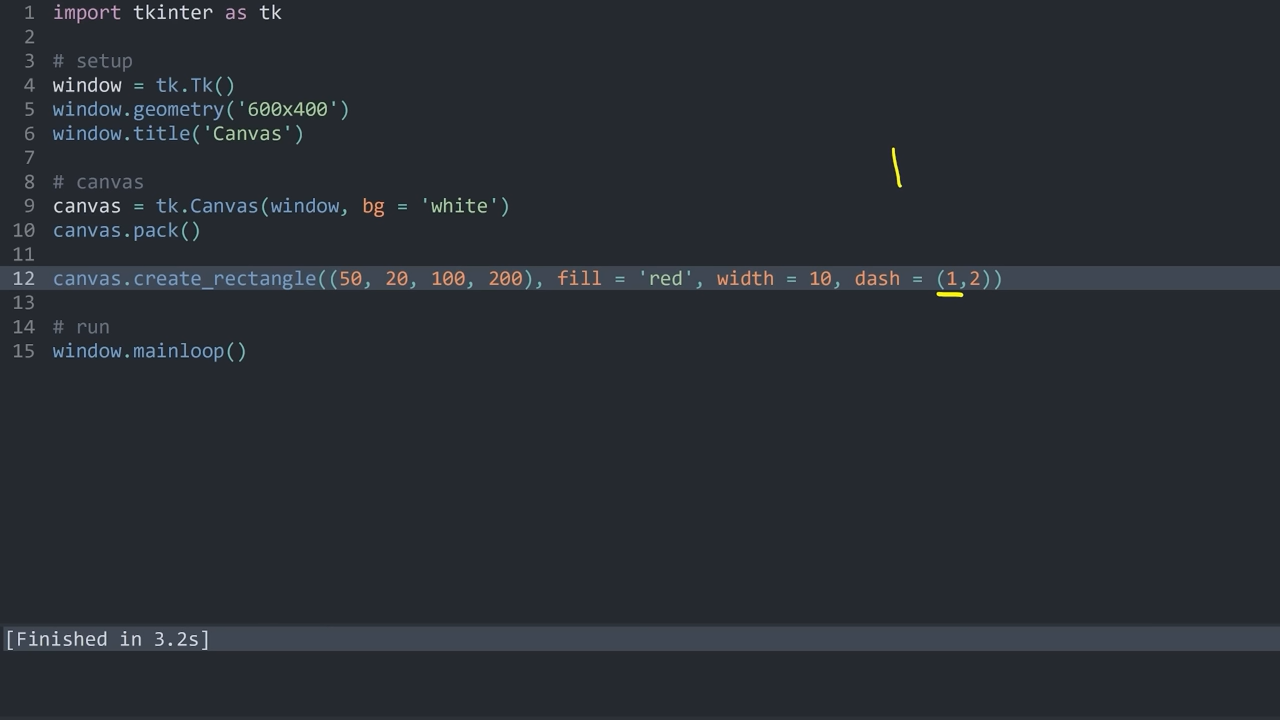 1 import tkinter as tk
2
3 # setup
4 window = tk.Tk()
5 window.geometry('600x400')
6 window.title('Canvas')
7
8 # canvas
9 canvas = tk.Canvas(window, bg = 'white')
10 canvas.pack()
11
12 canvas.create_rectangle((50, 20, 100, 200), fill = 'red', width = 10, dash = (1,2))
13
14 # run
15 window.mainloop()
[Finished in 3.2s]